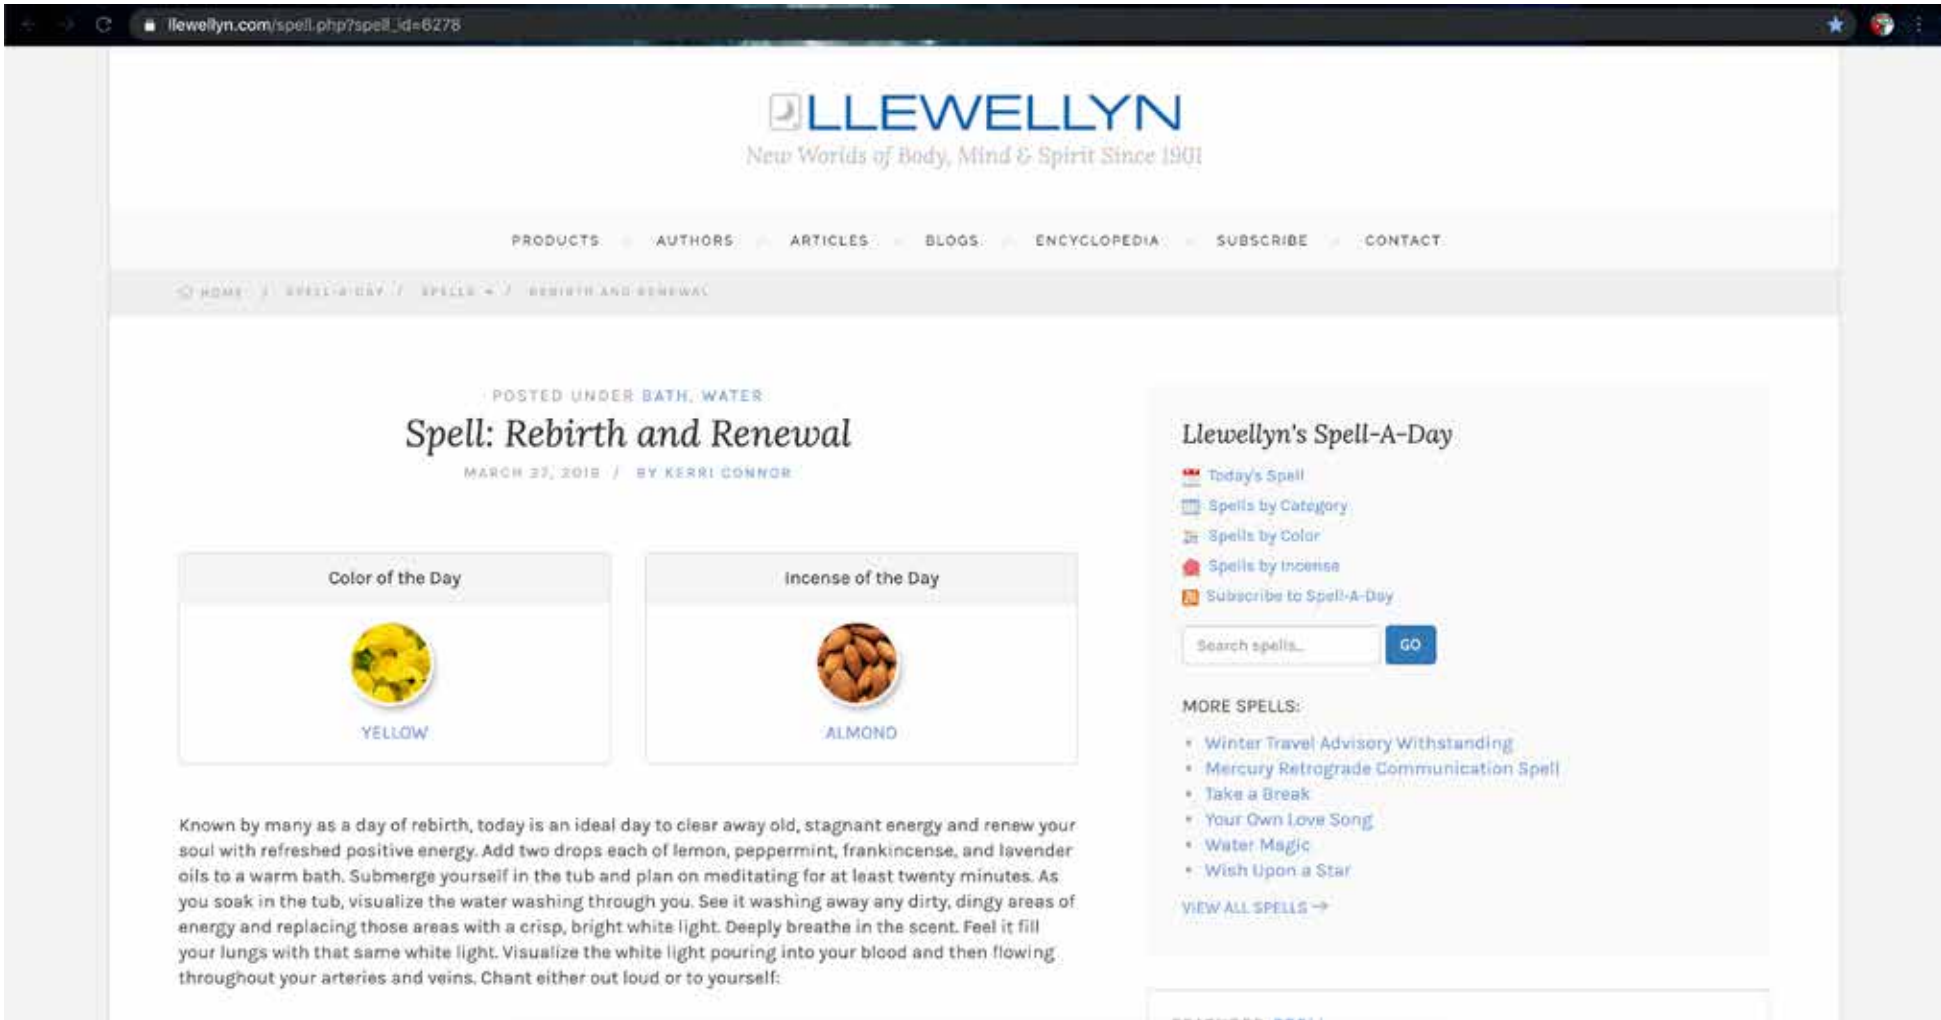 llewellyn.com/spell.php?spell_id=6278
LLEWELLYN
New Worlds of Body, Mind & Spirit Since 1901
PRODUCTS AUTHORS ARTICLES BLOGS ENCYCLOPEDIA SUBSCRIBE CONTACT
HOME / SPELL-A-DAY / SPELLS / REBIRTH AND RENEWAL
POSTED UNDER BATH, WATER
Spell: Rebirth and Renewal
MARCH 27, 2016 / BY KERRI CONNOR
Color of the Day
YELLOW
Incense of the Day
ALMOND
Known by many as a day of rebirth, today is an ideal day to clear away old, stagnant energy and renew your
soul with refreshed positive energy. Add two drops each of lemon, peppermint, frankincense, and lavender
oils to a warm bath. Submerge yourself in the tub and plan on meditating for at least twenty minutes. As
you soak in the tub, visualize the water washing through you. See it washing away any dirty, dingy areas of
energy and replacing those areas with a crisp, bright white light. Deeply breathe in the scent. Feel it fill
your lungs with that same white light. Visualize the white light pouring into your blood and then flowing
throughout your arteries and veins. Chant either out loud or to yourself:
Llewellyn's Spell-A-Day
Today's Spell
Spells by Category
Spells by Color
Spells by Incense
Subscribe to Spell-A-Day
Search spells...
GO
MORE SPELLS:
Winter Travel Advisory Withstanding
Mercury Retrograde Communication Spell
Take a Break
Your Own Love Song
Water Magic
Wish Upon a Star
VIEW ALL SPELLS →